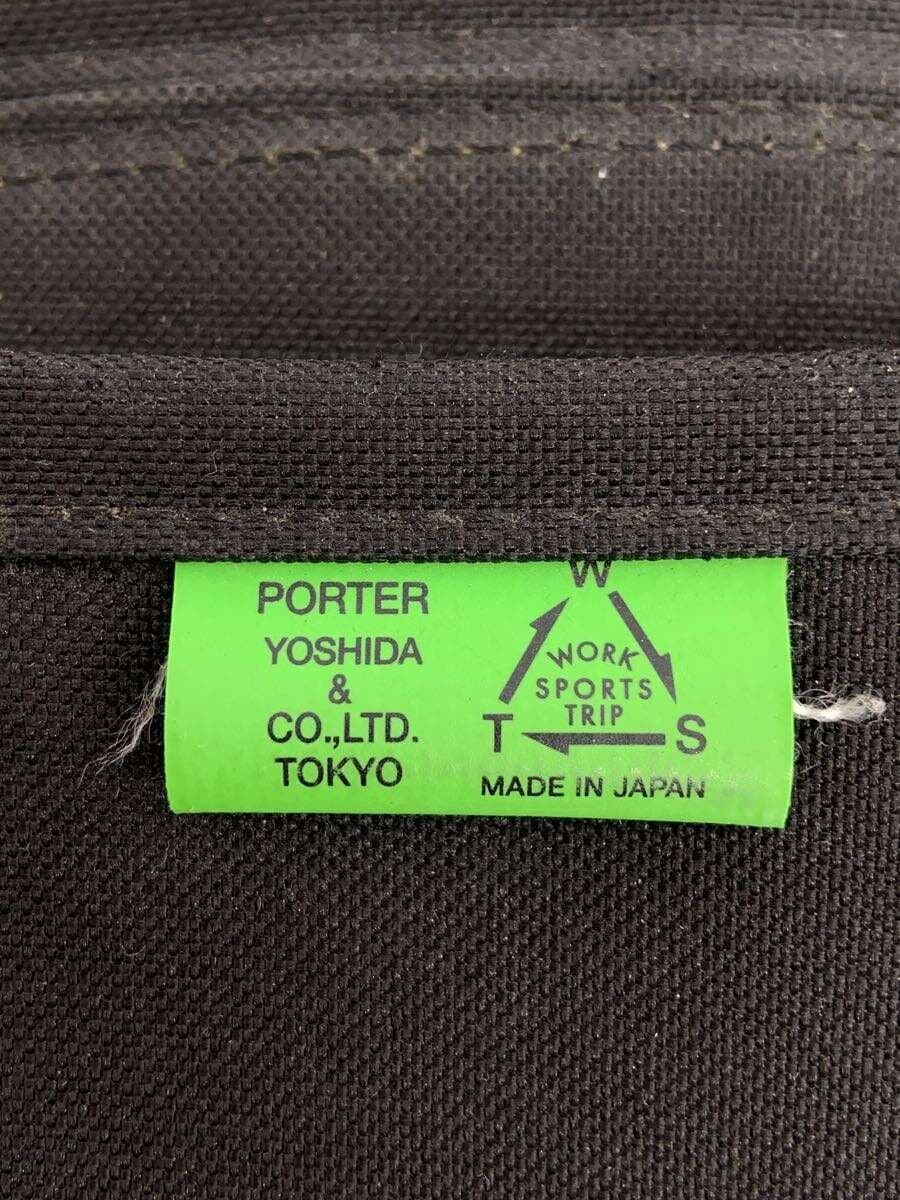 PORTER
YOSHIDA
&
CO.,LTD.
TOKYO
W
WORK
SPORTS
TRIP
T S
MADE IN JAPAN